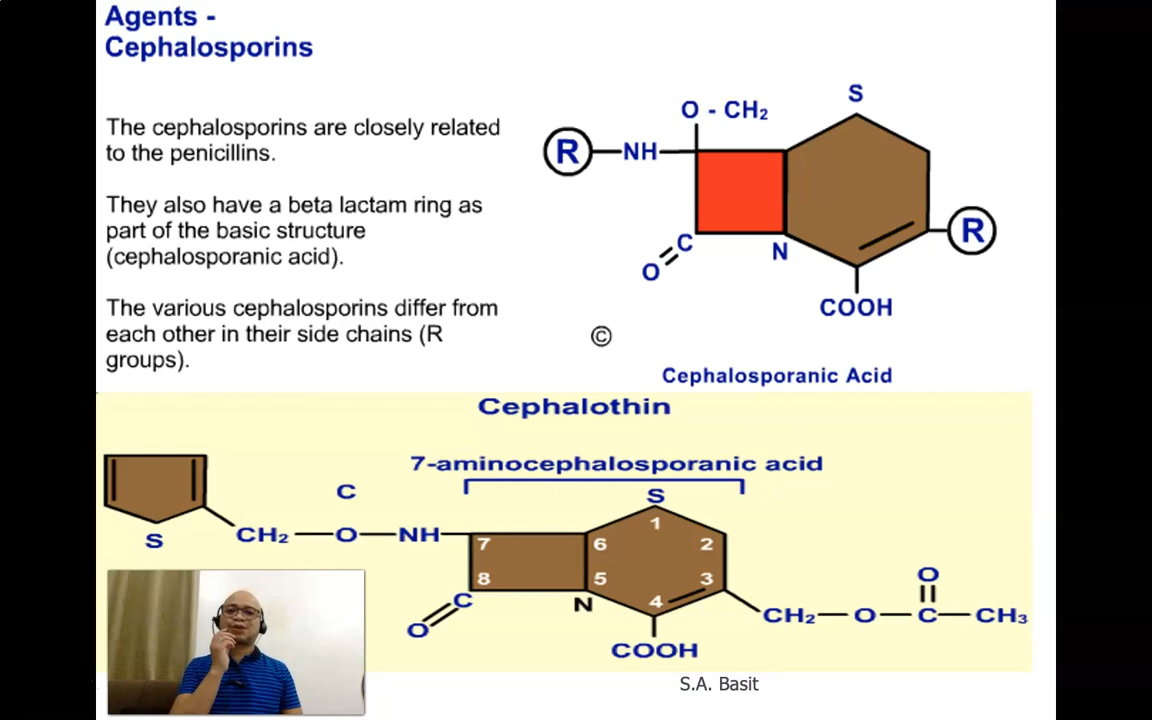 Agents -
Cephalosporins
The cephalosporins are closely related
to the penicillins.
They also have a beta lactam ring as
part of the basic structure
(cephalosporanic acid).
The various cephalosporins differ from
each other in their side chains (R
groups).
S
O - CH₂
R NH
R
C
O
N
COOH
©
Cephalosporanic Acid
Cephalothin
7-aminocephalosporanic acid
C
S
1
S
CH₂ O NH
7 6 2
8 5 3
4
C
O
N
COOH
O
CH₂ O C CH₃
S.A. Basit